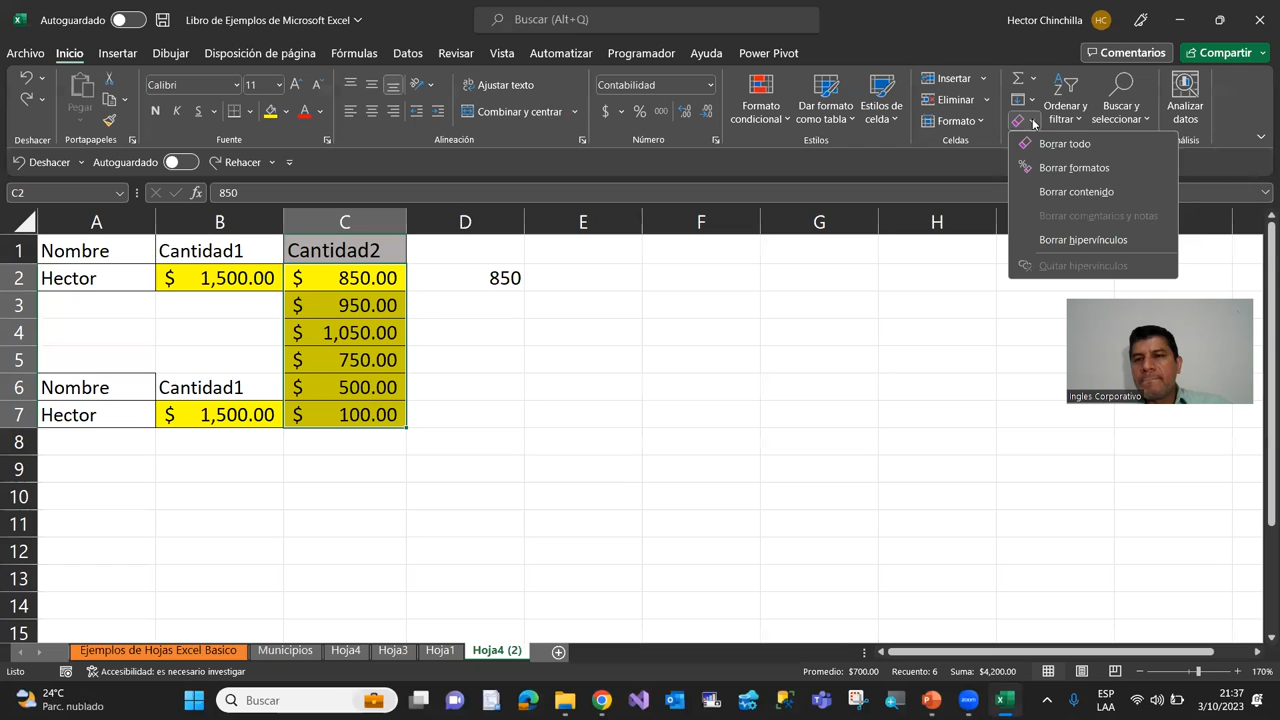 Autoguardado
Libro de Ejemplos de Microsoft Excel
Buscar (Alt+Q)
Hector Chinchilla
HC
Archivo
Inicio
Insertar
Dibujar
Disposición de página
Fórmulas
Datos
Revisar
Vista
Automatizar
Programador
Ayuda
Power Pivot
Comentarios
Compartir
Pegar
Calibri
11
N K S
Ajustar texto
Combinar y centrar
Contabilidad
$ % 000
Formato condicional
Dar formato como tabla
Estilos de celda
Insertar
Eliminar
Formato
Ordenar y filtrar
Buscar y seleccionar
Analizar datos
Deshacer
Portapapeles
Fuente
Alineación
Número
Estilos
Celdas
Deshacer
Autoguardado
Rehacer
Borrar todo
Borrar formatos
Borrar contenido
Borrar comentarios y notas
Borrar hipervínculos
Quitar hipervínculos
C2
fx
850
A B C D E F G H
1 Nombre Cantidad1 Cantidad2
2 Hector $ 1,500.00 $ 850.00 850
3 $ 950.00
4 $ 1,050.00
5 $ 750.00
6 Nombre Cantidad1 $ 500.00
7 Hector $ 1,500.00 $ 100.00
8
9
10
11
12
13
14
15
Ingles Corporativo
Ejemplos de Hojas Excel Basico
Municipios
Hoja4
Hoja3
Hoja1
Hoja4 (2)
Listo
Accesibilidad: es necesario investigar
Promedio: $700.00
Recuento: 6
Suma: $4,200.00
170%
24°C
Parc. nublado
Buscar
ESP
LAA
21:37
3/10/2023